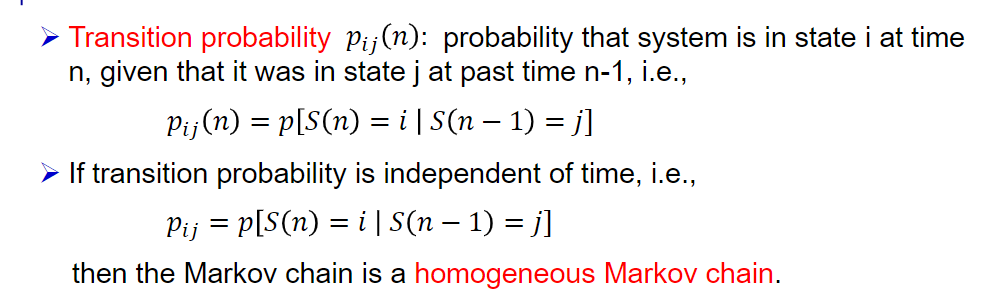 ➢ Transition probability p_{ij}(n): probability that system is in state i at time
n, given that it was in state j at past time n-1, i.e.,
p_{ij}(n) = p[S(n) = i | S(n − 1) = j]
➢ If transition probability is independent of time, i.e.,
p_{ij} = p[S(n) = i | S(n − 1) = j]
then the Markov chain is a homogeneous Markov chain.